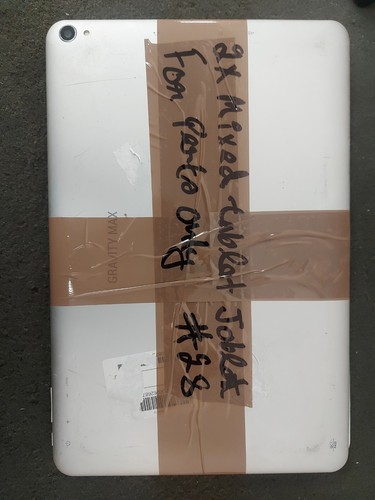 2x Mixed tablet Joblot
For Parts Only #28
GRAVITY MAX